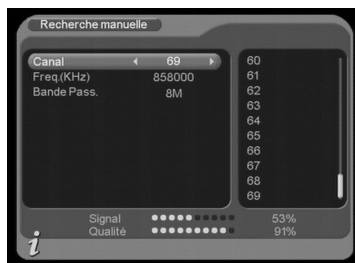 Recherche manuelle
Canal 69
Freq.(KHz) 858000
Bande Pass. 8M
60
61
62
63
64
65
66
67
68
69
Signal 53%
Qualité 91%
i